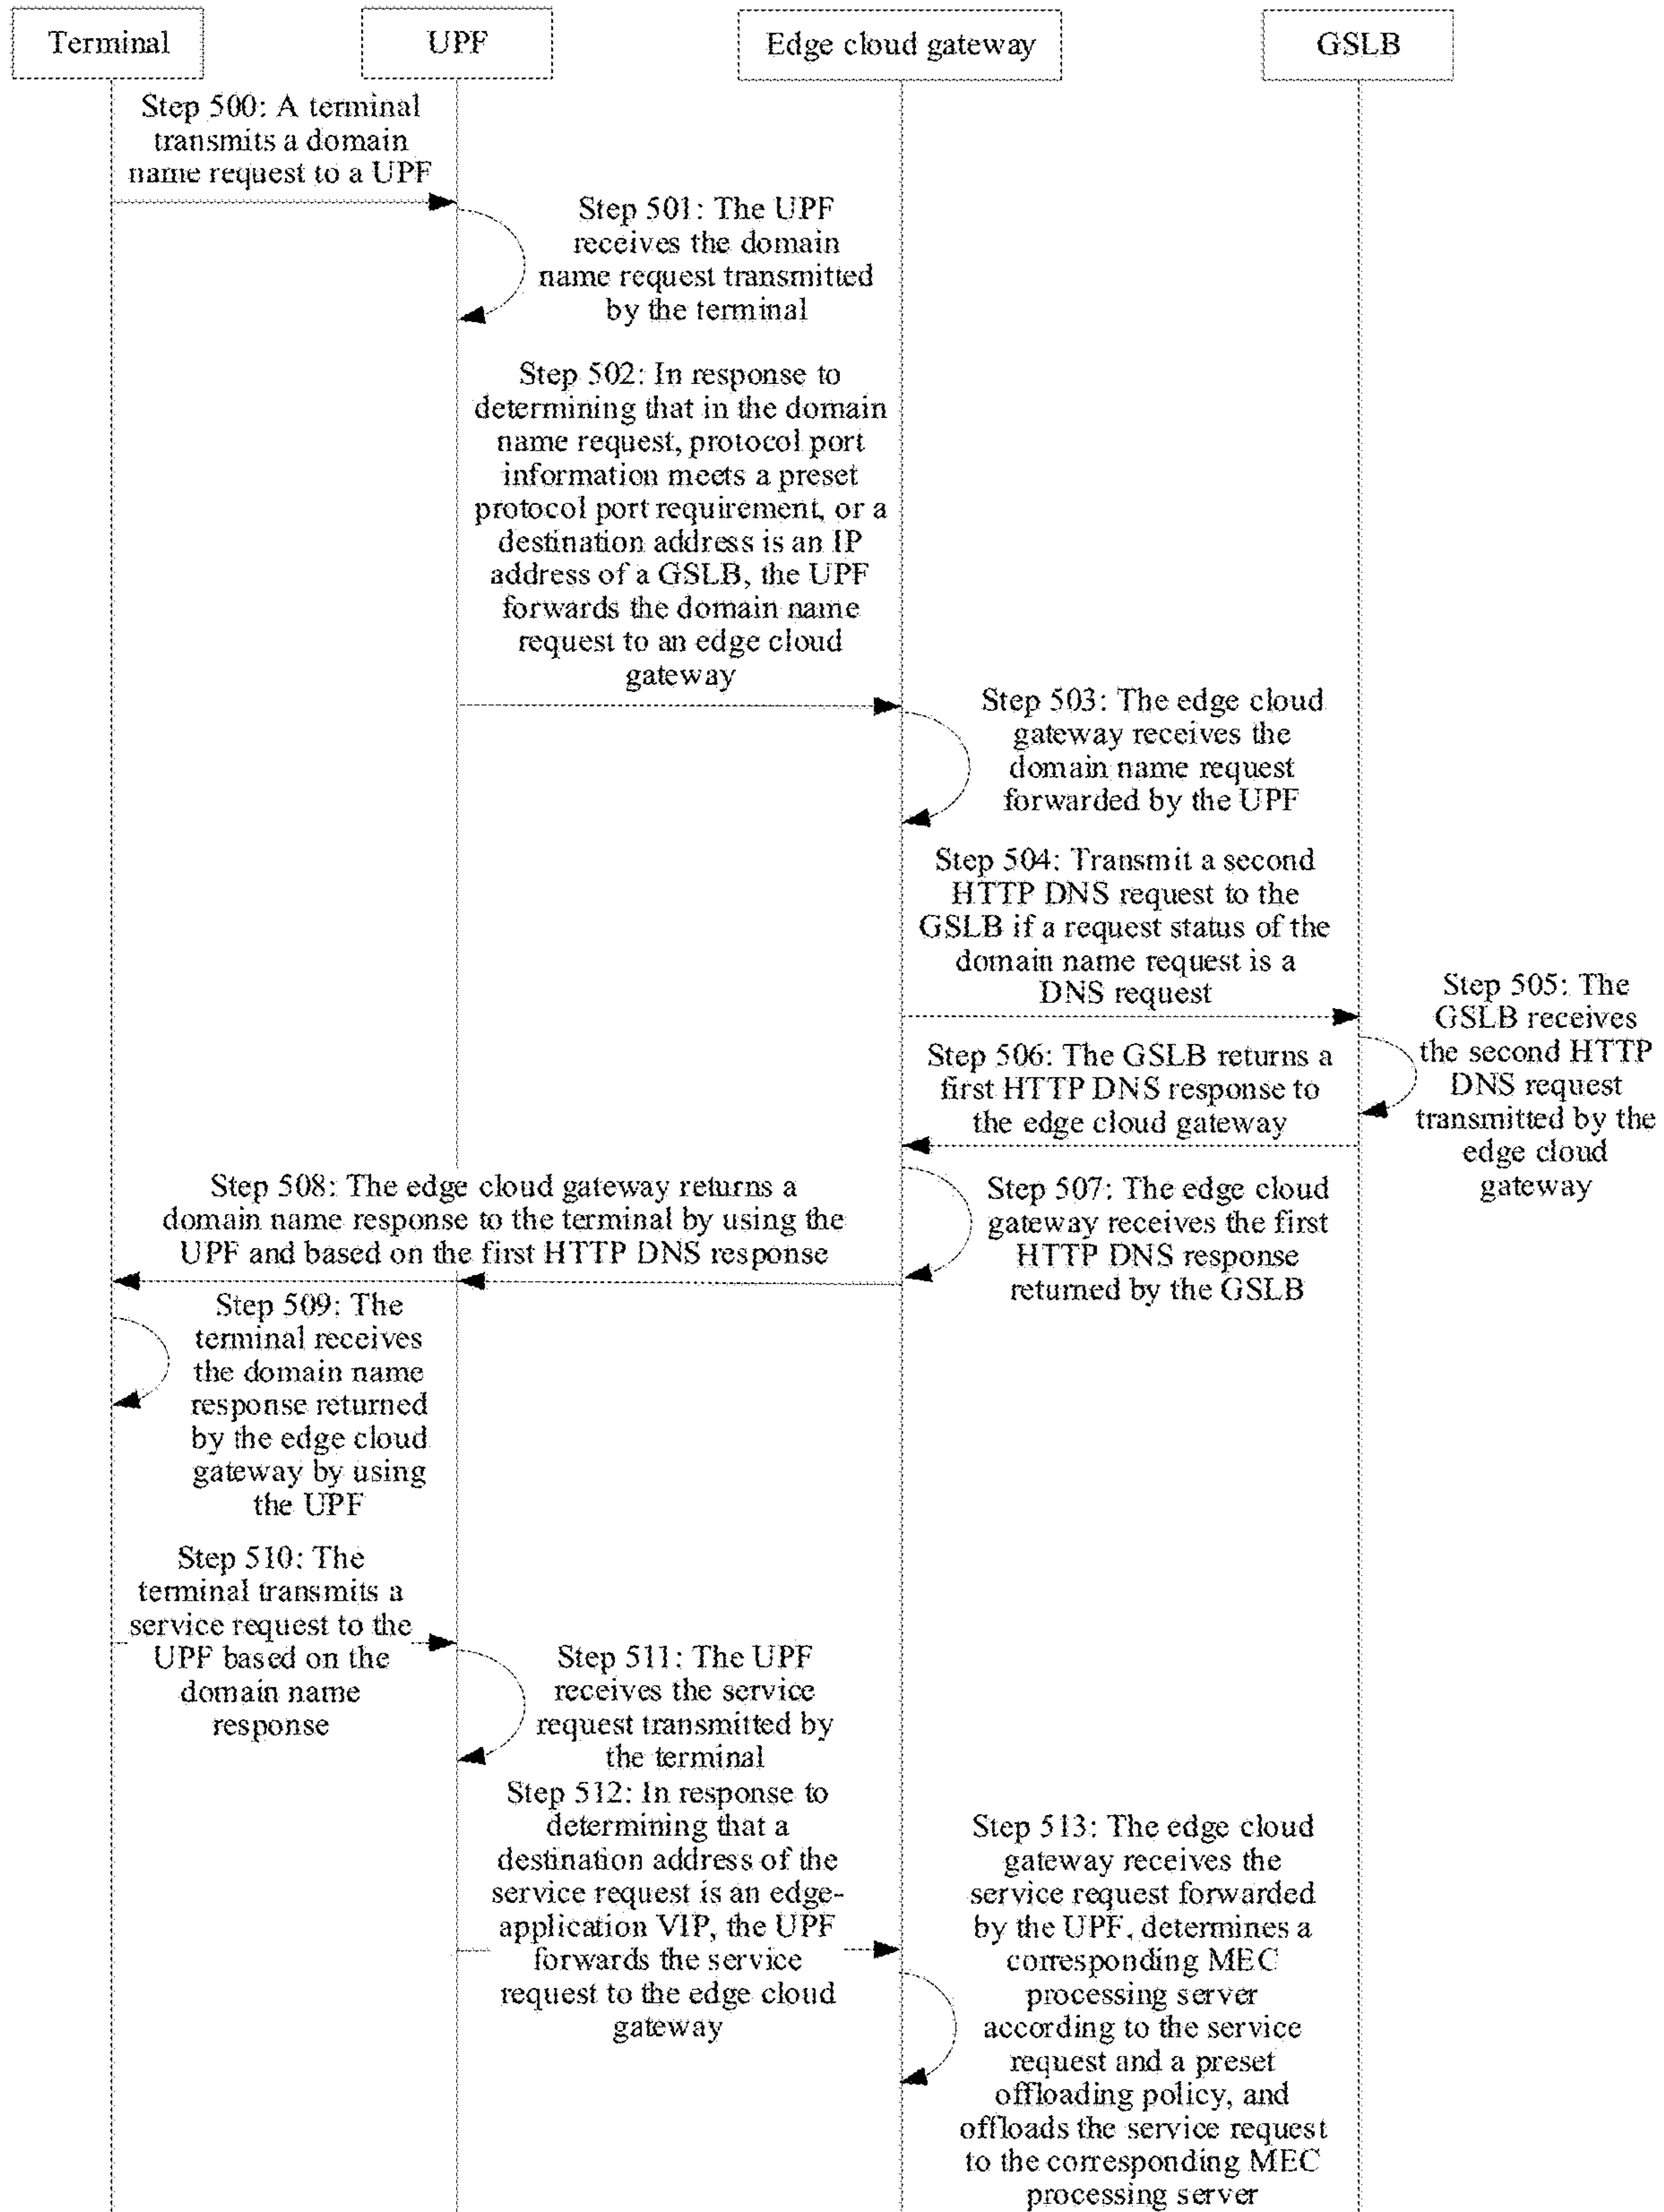 Terminal
UPF
Edge cloud gateway
GSLB
Step 500: A terminal
transmits a domain
name request to a UPF
Step 501: The UPF
receives the domain
name request transmitted
by the terminal
Step 502: In response to
determining that in the domain
name request, protocol port
information meets a preset
protocol port requirement, or a
destination address is an IP
address of a GSLB, the UPF
forwards the domain name
request to an edge cloud
gateway
Step 503: The edge cloud
gateway receives the
domain name request
forwarded by the UPF
Step 504: Transmit a second
HTTP DNS request to the
GSLB if a request status of the
domain name request is a
DNS request
Step 505: The
GSLB receives
the second HTTP
DNS request
transmitted by the
edge cloud
gateway
Step 506: The GSLB returns a
first HTTP DNS response to
the edge cloud gateway
Step 507: The edge cloud
gateway receives the first
HTTP DNS response
returned by the GSLB
Step 508: The edge cloud gateway returns a
domain name response to the terminal by using the
UPF and based on the first HTTP DNS response
Step 509: The
terminal receives
the domain name
response returned
by the edge cloud
gateway by using
the UPF
Step 510: The
terminal transmits a
service request to the
UPF based on the
domain name
response
Step 511: The UPF
receives the service
request transmitted by
the terminal
Step 512: In response to
determining that a
destination address of the
service request is an edge-
application VIP, the UPF
forwards the service
request to the edge cloud
gateway
Step 513: The edge cloud
gateway receives the
service request forwarded
by the UPF, determines a
corresponding MEC
processing server
according to the service
request and a preset
offloading policy, and
offloads the service request
to the corresponding MEC
processing server